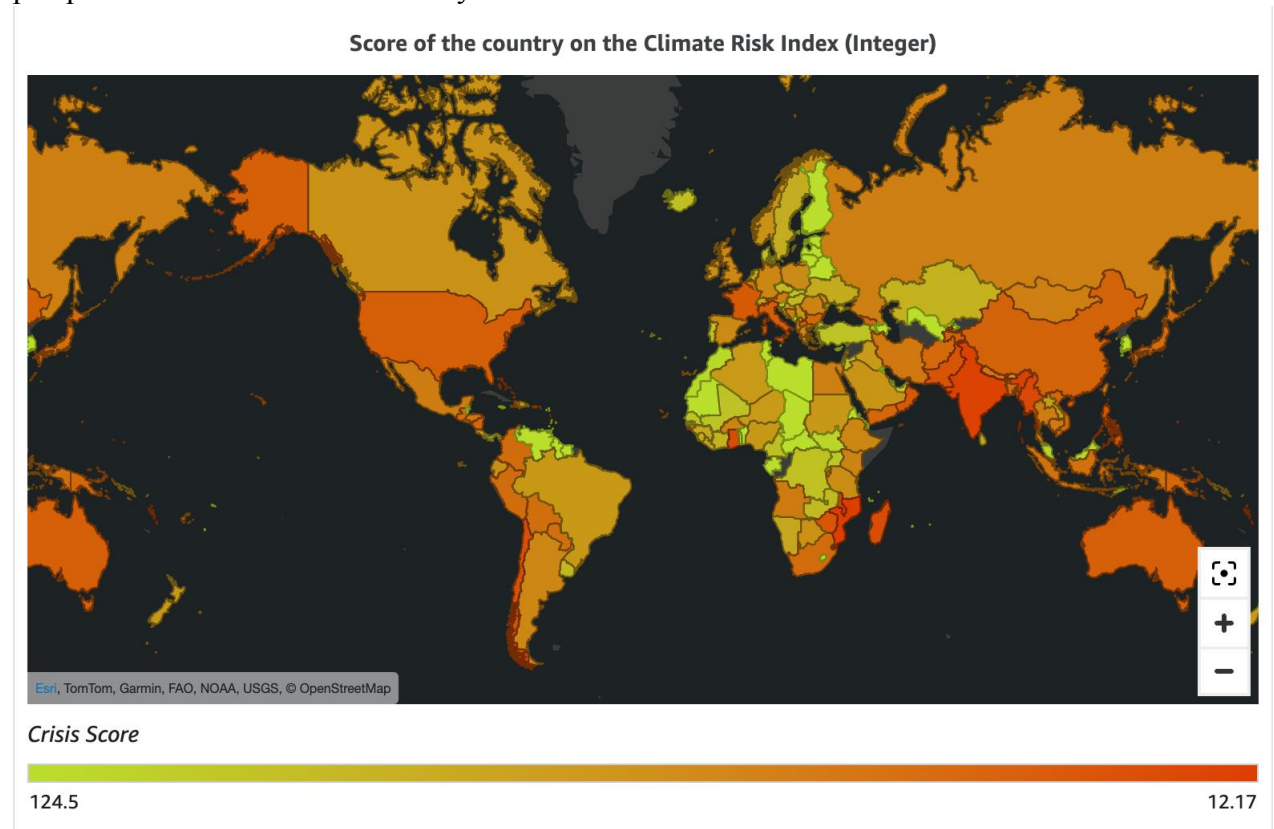 Score of the country on the Climate Risk Index (Integer)
Esri, TomTom, Garmin, FAO, NOAA, USGS, © OpenStreetMap
Crisis Score
124.5
12.17